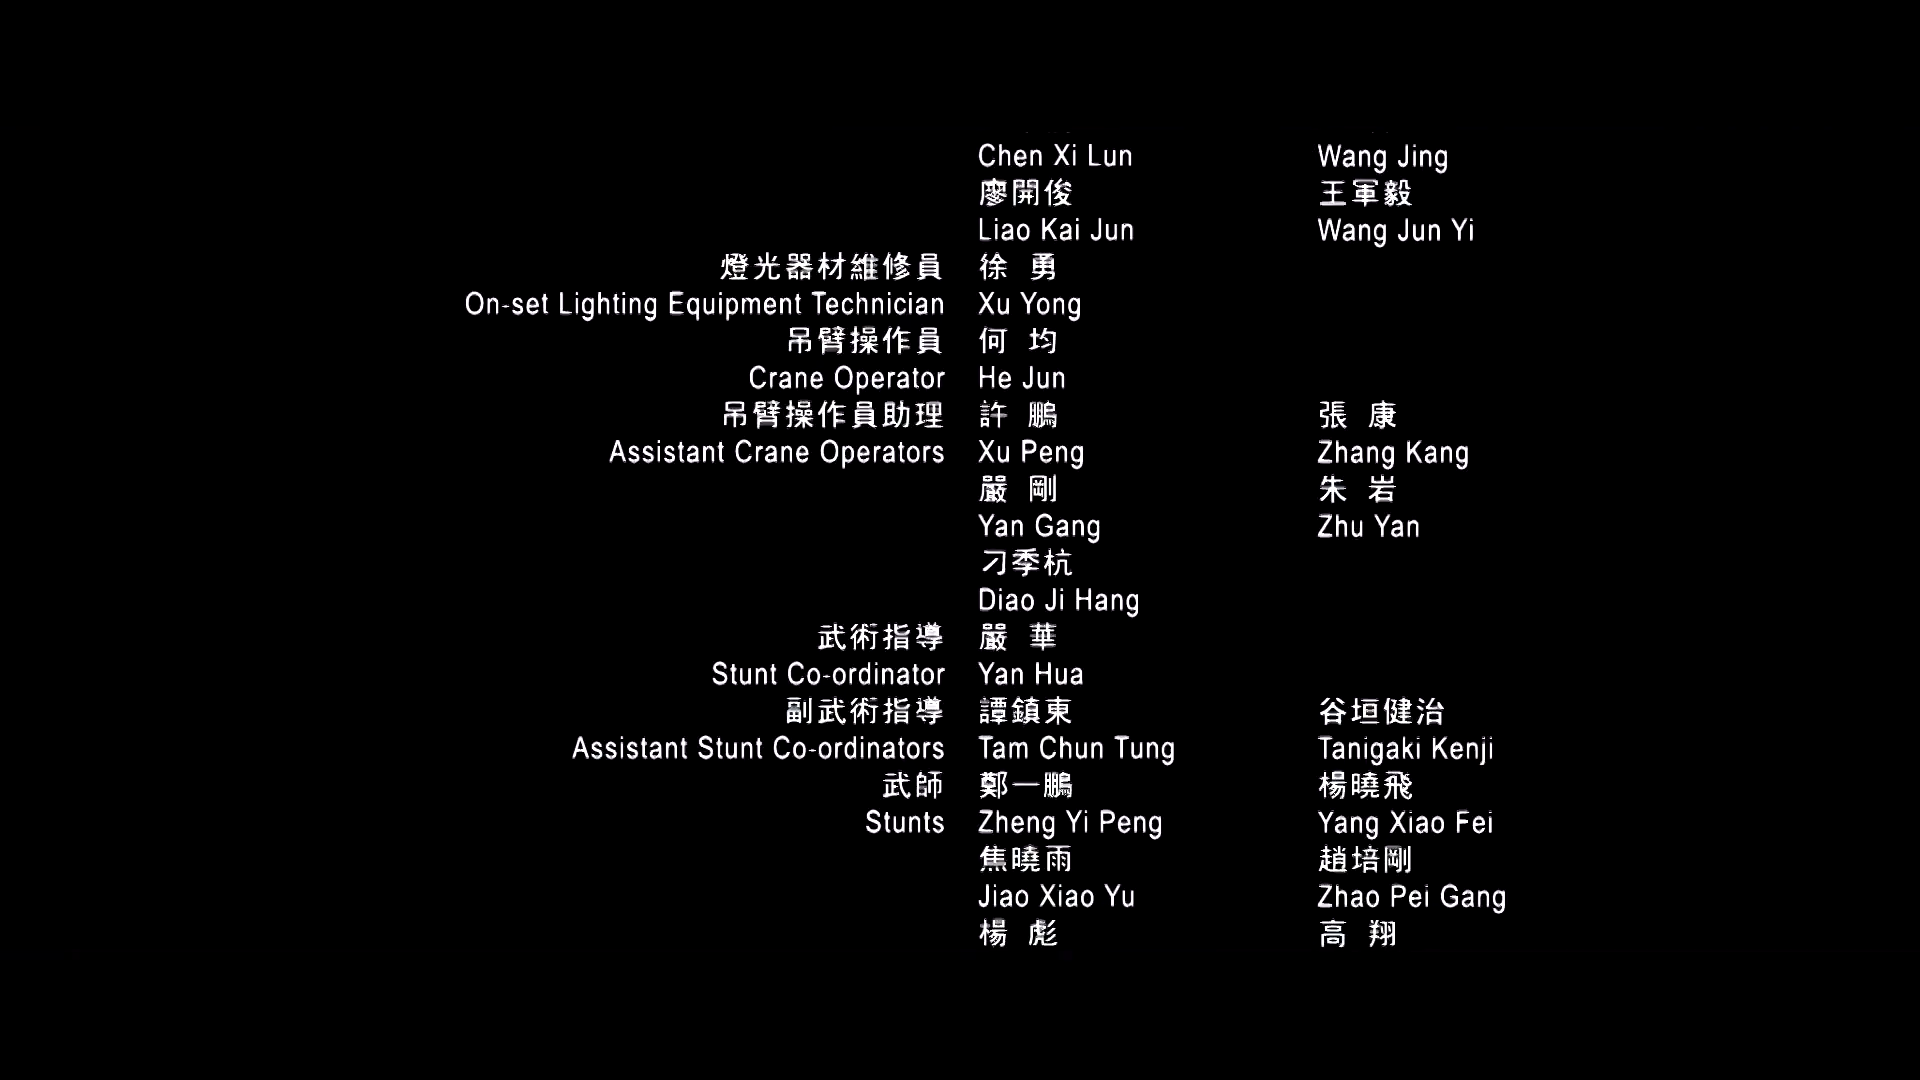 Chen Xi Lun Wang Jing
廖開俊 王軍毅
Liao Kai Jun Wang Jun Yi
燈光器材維修員 徐 勇
On-set Lighting Equipment Technician Xu Yong
吊臂操作員 何 均
Crane Operator He Jun
吊臂操作員助理 許 鵬 張 康
Assistant Crane Operators Xu Peng Zhang Kang
嚴 剛 朱 岩
Yan Gang Zhu Yan
刁季杭
Diao Ji Hang
武術指導 嚴 華
Stunt Co-ordinator Yan Hua
副武術指導 譚鎮東 谷垣健治
Assistant Stunt Co-ordinators Tam Chun Tung Tanigaki Kenji
武師 鄭一鵬 楊曉飛
Stunts Zheng Yi Peng Yang Xiao Fei
焦曉雨 趙培剛
Jiao Xiao Yu Zhao Pei Gang
楊 彪 高 翔